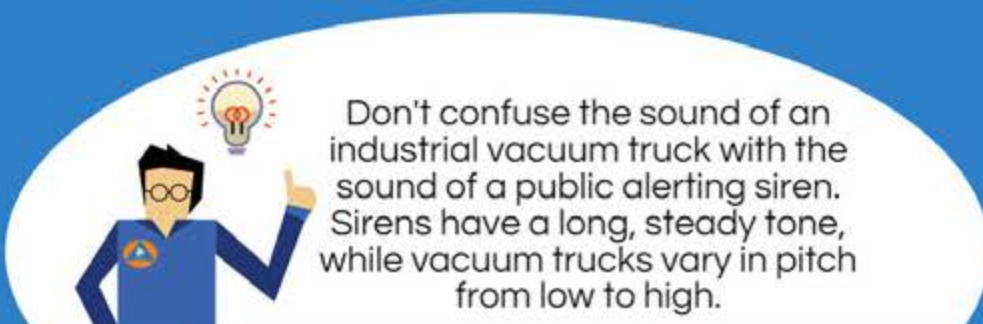 Don't confuse the sound of an
industrial vacuum truck with the
sound of a public alerting siren.
Sirens have a long, steady tone,
while vacuum trucks vary in pitch
from low to high.